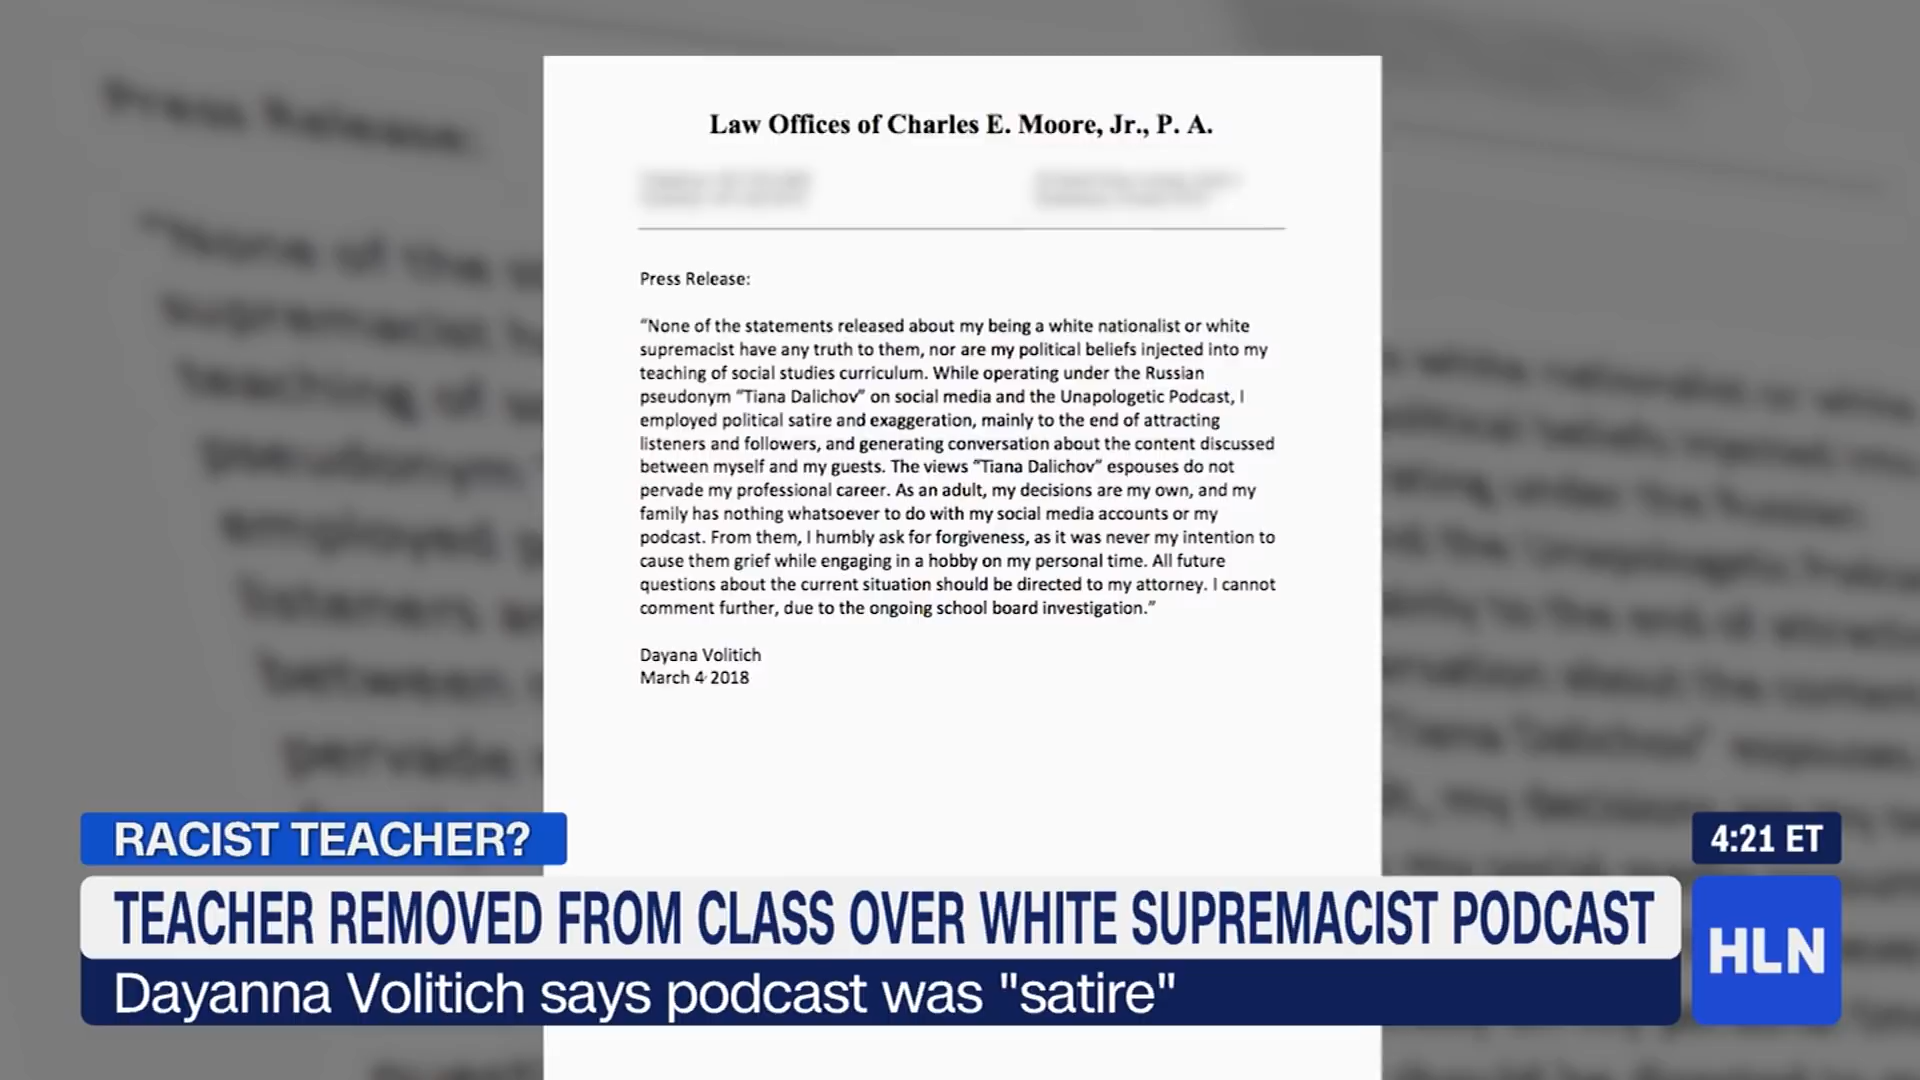 Law Offices of Charles E. Moore, Jr., P. A.
Press Release:
“None of the statements released about my being a white nationalist or white
supremacist have any truth to them, nor are my political beliefs injected into my
teaching of social studies curriculum. While operating under the Russian
pseudonym “Tiana Dalichov” on social media and the Unapologetic Podcast, I
employed political satire and exaggeration, mainly to the end of attracting
listeners and followers, and generating conversation about the content discussed
between myself and my guests. The views “Tiana Dalichov” espouses do not
pervade my professional career. As an adult, my decisions are my own, and my
family has nothing whatsoever to do with my social media accounts or my
podcast. From them, I humbly ask for forgiveness, as it was never my intention to
cause them grief while engaging in a hobby on my personal time. All future
questions about the current situation should be directed to my attorney. I cannot
comment further, due to the ongoing school board investigation.”
Dayana Volitich
March 4, 2018
RACIST TEACHER?
4:21 ET
TEACHER REMOVED FROM CLASS OVER WHITE SUPREMACIST PODCAST
Dayanna Volitich says podcast was "satire"
HLN